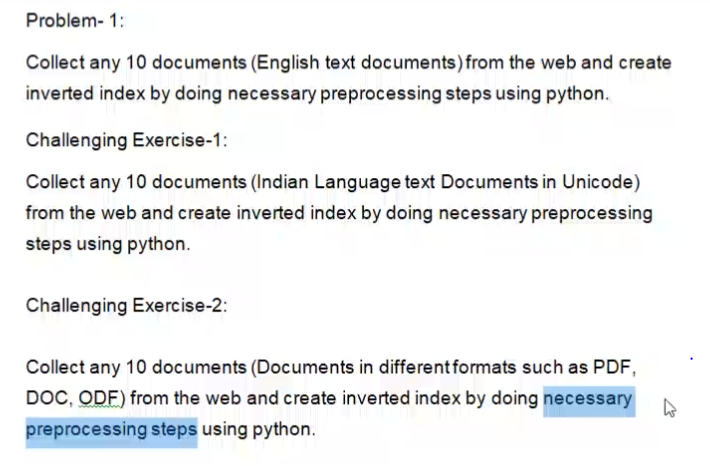 Problem- 1:
Collect any 10 documents (English text documents) from the web and create
inverted index by doing necessary preprocessing steps using python.
Challenging Exercise-1:
Collect any 10 documents (Indian Language text Documents in Unicode)
from the web and create inverted index by doing necessary preprocessing
steps using python.
Challenging Exercise-2:
Collect any 10 documents (Documents in different formats such as PDF,
DOC, ODF) from the web and create inverted index by doing necessary
preprocessing steps using python.